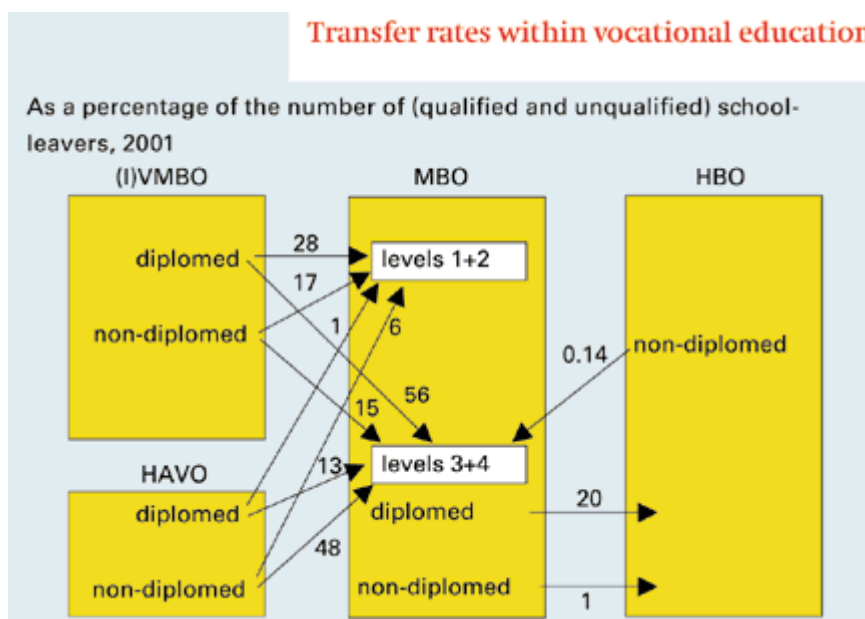 Transfer rates within vocational education
As a percentage of the number of (qualified and unqualified) school-
leavers, 2001
(I)VMBO MBO HBO
diplomed 28 levels 1+2
17
non-diplomed 1 6 non-diplomed
0.14
56
15
HAVO 13 levels 3+4
diplomed diplomed 20
48
non-diplomed non-diplomed 1